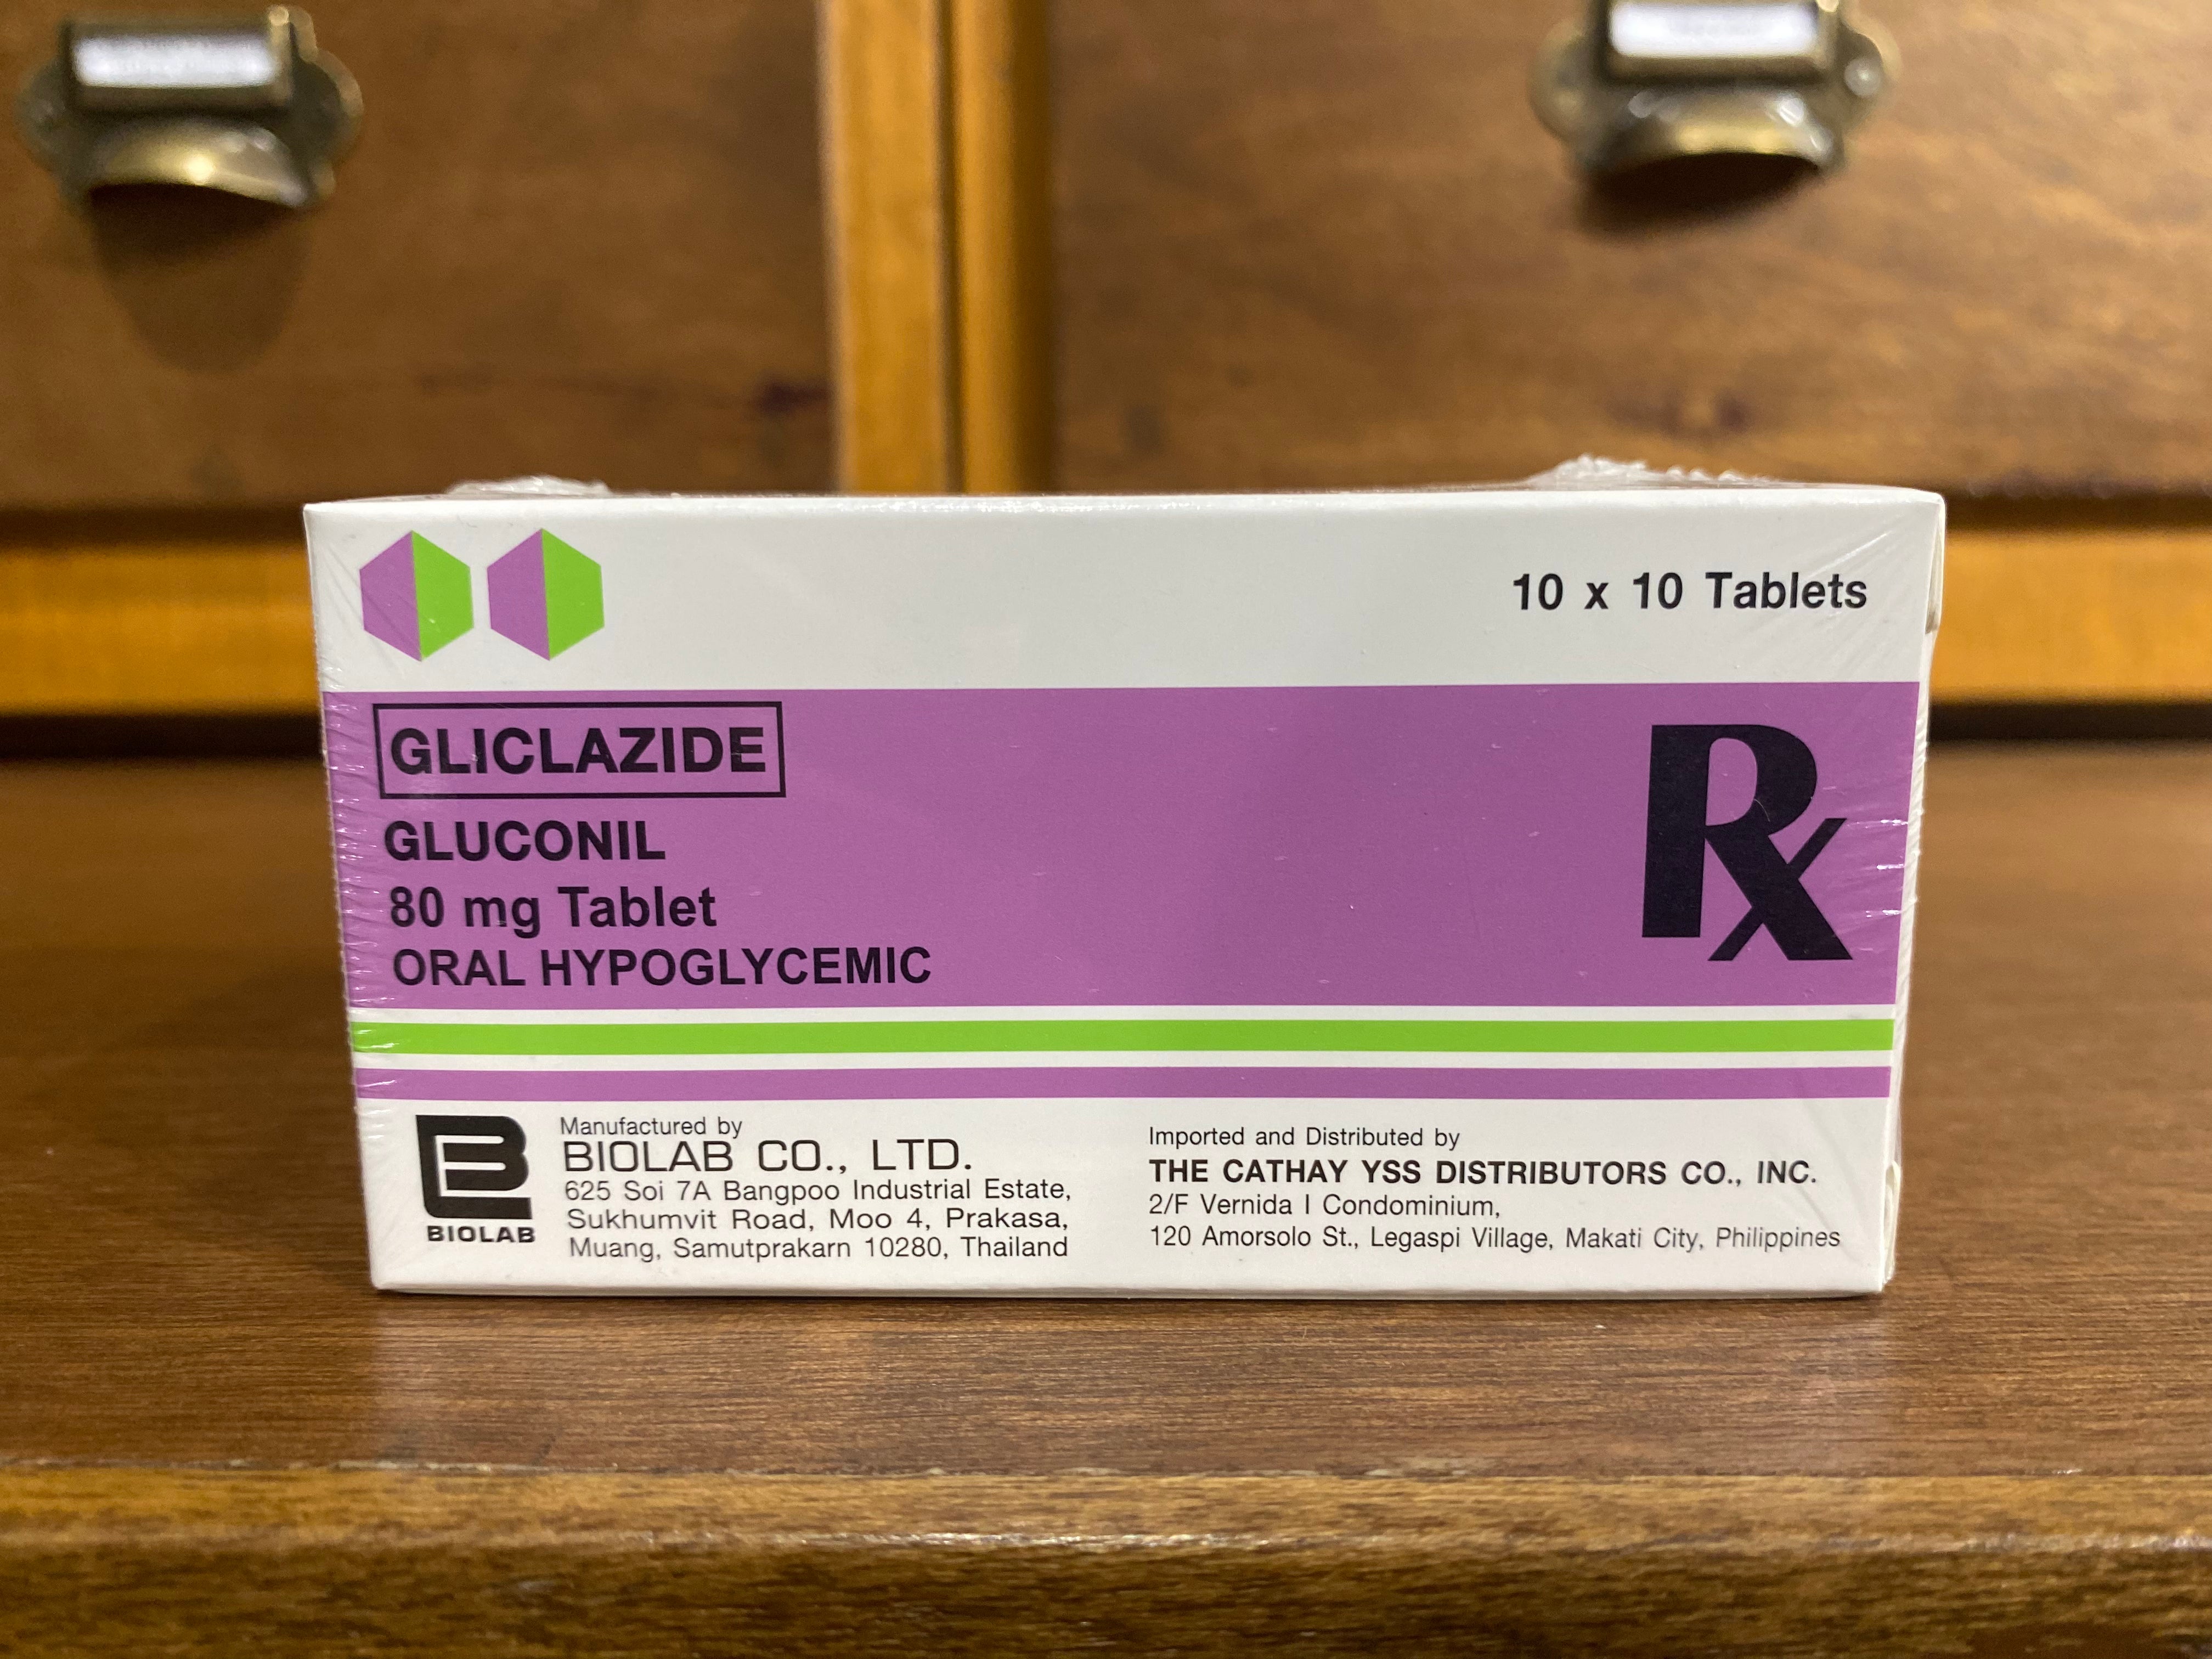 10 x 10 Tablets
GLICLAZIDE
GLUCONIL
80 mg Tablet
ORAL HYPOGLYCEMIC
Rx
BIOLAB
Manufactured by
BIOLAB CO., LTD.
625 Soi 7A Bangpoo Industrial Estate,
Sukhumvit Road, Moo 4, Prakasa,
Muang, Samutprakarn 10280, Thailand
Imported and Distributed by
THE CATHAY YSS DISTRIBUTORS CO., INC.
2/F Vernida I Condominium,
120 Amorsolo St., Legaspi Village, Makati City, Philippines